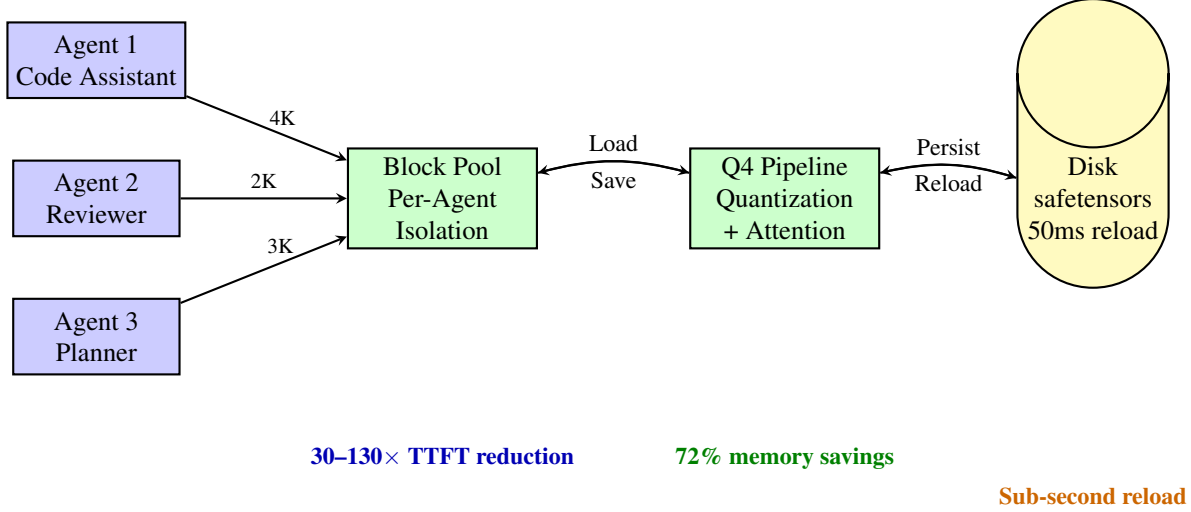 Agent 1
Code Assistant
4K
Agent 2
Reviewer
2K
Agent 3
Planner
3K
Block Pool
Per-Agent
Isolation
Load
Save
Q4 Pipeline
Quantization
+ Attention
Persist
Reload
Disk
safetensors
50ms reload
30–130× TTFT reduction
72% memory savings
Sub-second reload